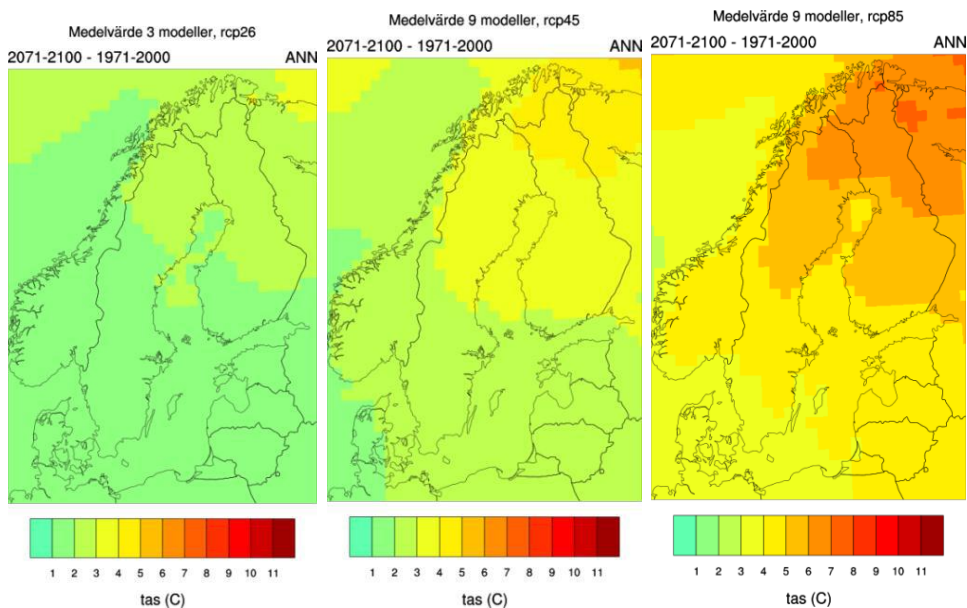 Medelvärde 3 modeller, rcp26
2071-2100 - 1971-2000 ANN
1 2 3 4 5 6 7 8 9 10 11
tas (C)
Medelvärde 9 modeller, rcp45
2071-2100 - 1971-2000 ANN
1 2 3 4 5 6 7 8 9 10 11
tas (C)
Medelvärde 9 modeller, rcp85
2071-2100 - 1971-2000 ANN
1 2 3 4 5 6 7 8 9 10 11
tas (C)